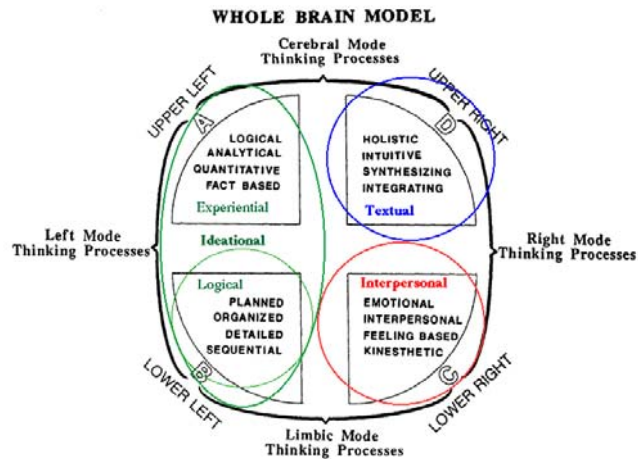 WHOLE BRAIN MODEL
Cerebral Mode
Thinking Processes
UPPER LEFT
UPPER RIGHT
A
D
LOGICAL
ANALYTICAL
QUANTITATIVE
FACT BASED
Experiential
HOLISTIC
INTUITIVE
SYNTHESIZING
INTEGRATING
Textual
Left Mode
Thinking Processes
Ideational
Right Mode
Thinking Processes
Logical
PLANNED
ORGANIZED
DETAILED
SEQUENTIAL
Interpersonal
EMOTIONAL
INTERPERSONAL
FEELING BASED
KINESTHETIC
B
C
LOWER LEFT
LOWER RIGHT
Limbic Mode
Thinking Processes